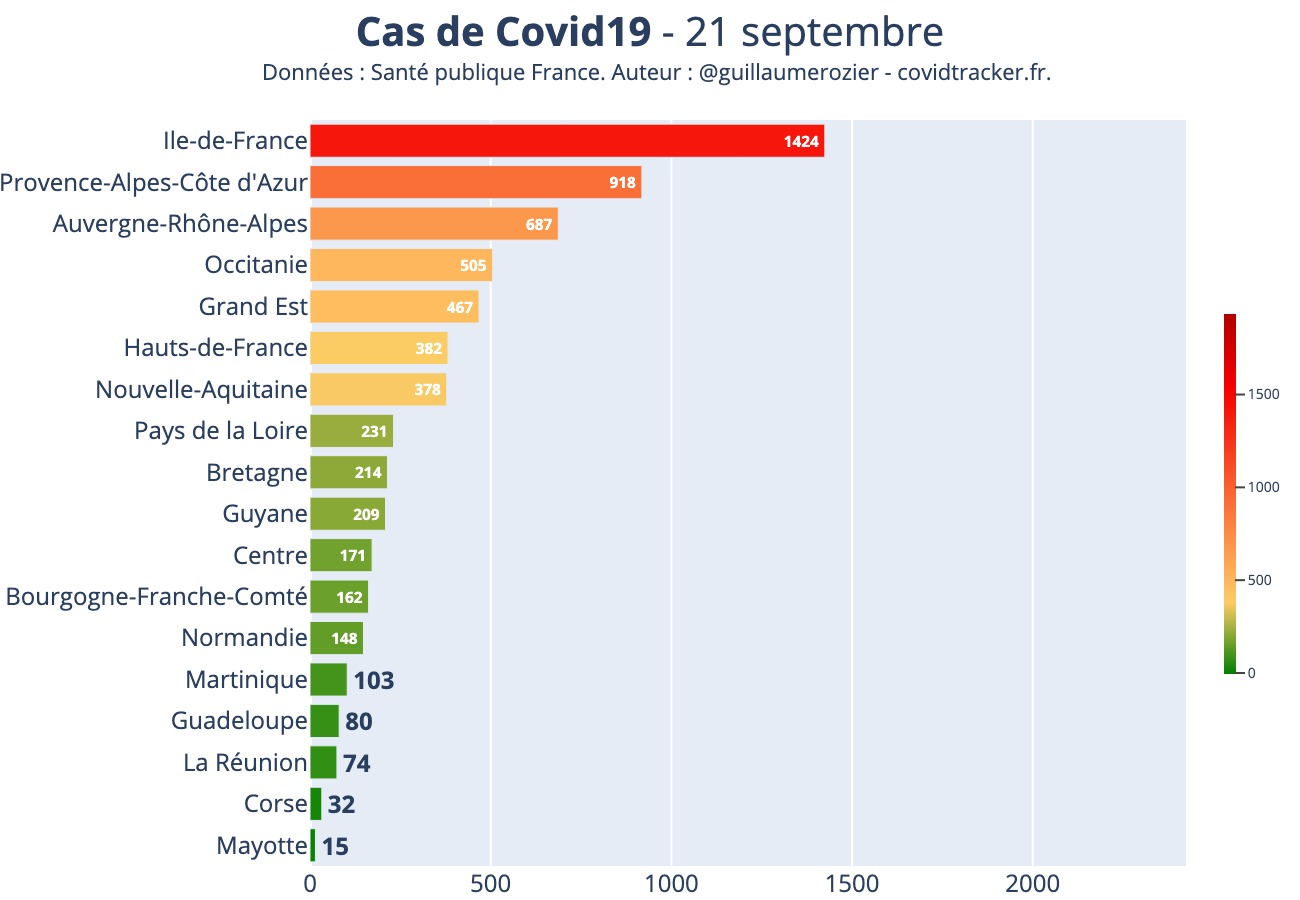 Cas de Covid19 - 21 septembre
Données : Santé publique France. Auteur : @guillaumerozier - covidtracker.fr.
Ile-de-France 1424
Provence-Alpes-Côte d'Azur 918
Auvergne-Rhône-Alpes 687
Occitanie 505
Grand Est 467
Hauts-de-France 382
Nouvelle-Aquitaine 378
Pays de la Loire 231
Bretagne 214
Guyane 209
Centre 171
Bourgogne-Franche-Comté 162
Normandie 148
Martinique 103
Guadeloupe 80
La Réunion 74
Corse 32
Mayotte 15
0 500 1000 1500 2000
1500
1000
500
0